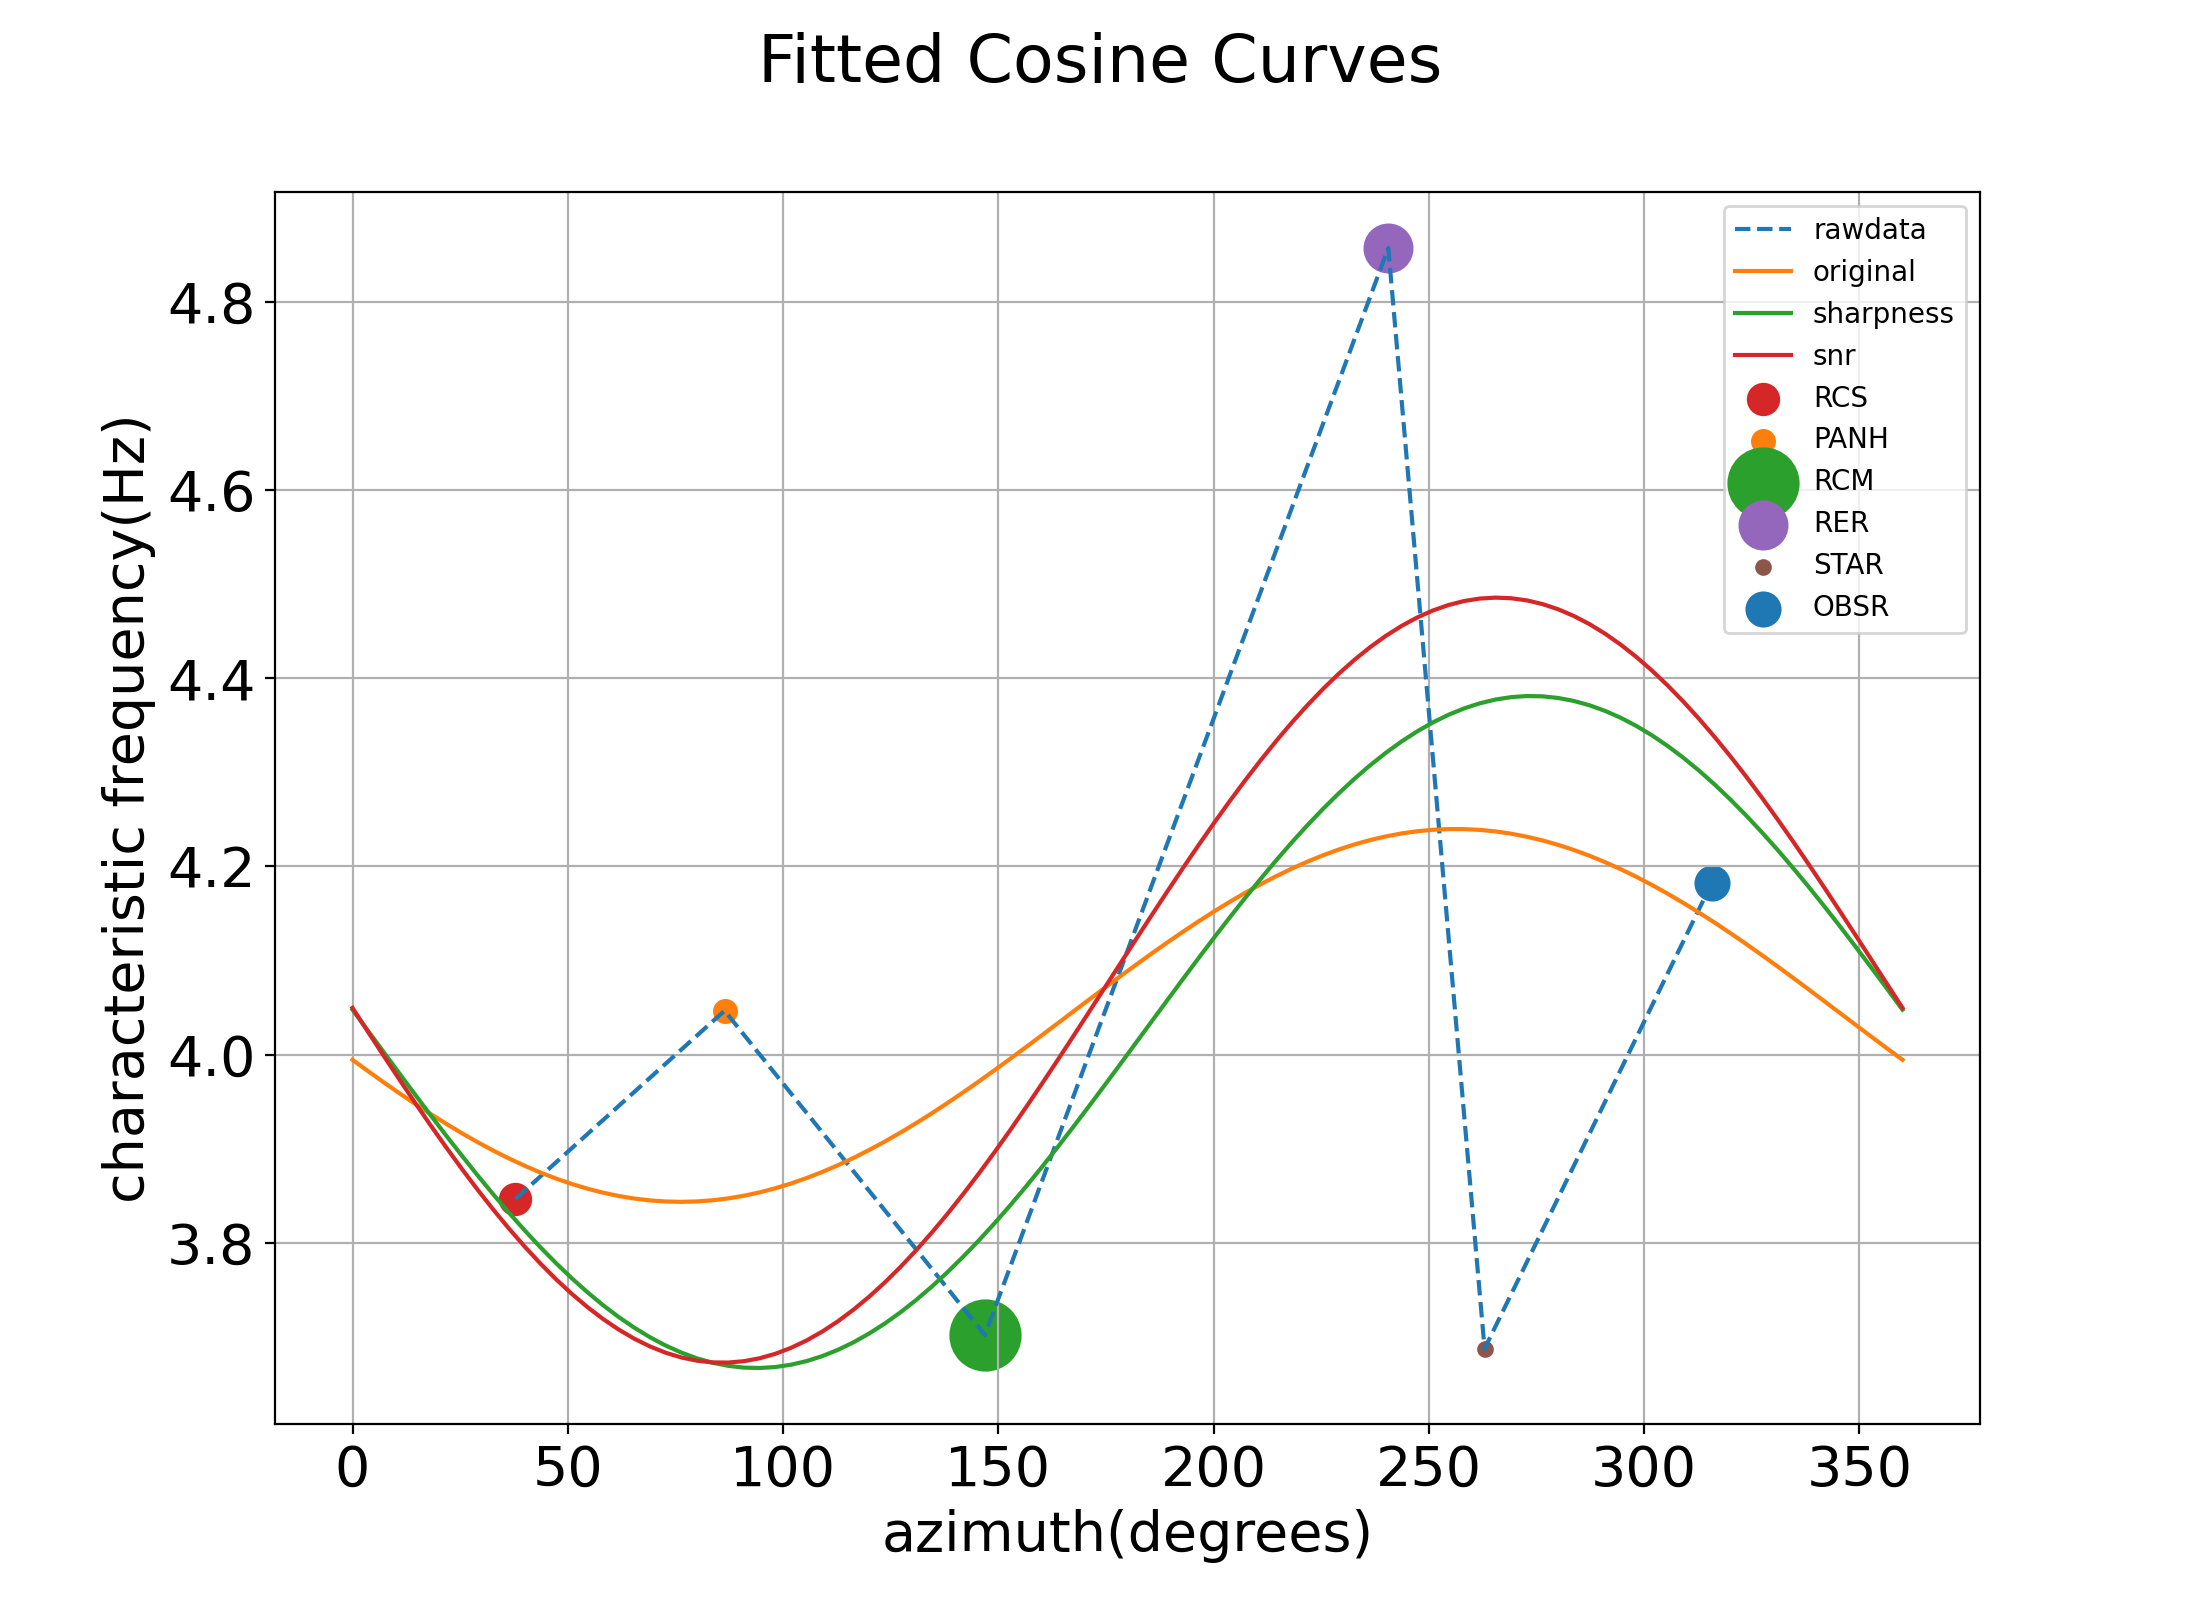 Fitted Cosine Curves
characteristic frequency(Hz)
4.8
4.6
4.4
4.2
4.0
3.8
rawdata
original
sharpness
snr
RCS
PANH
RCM
RER
STAR
OBSR
0 50 100 150 200 250 300 350
azimuth(degrees)